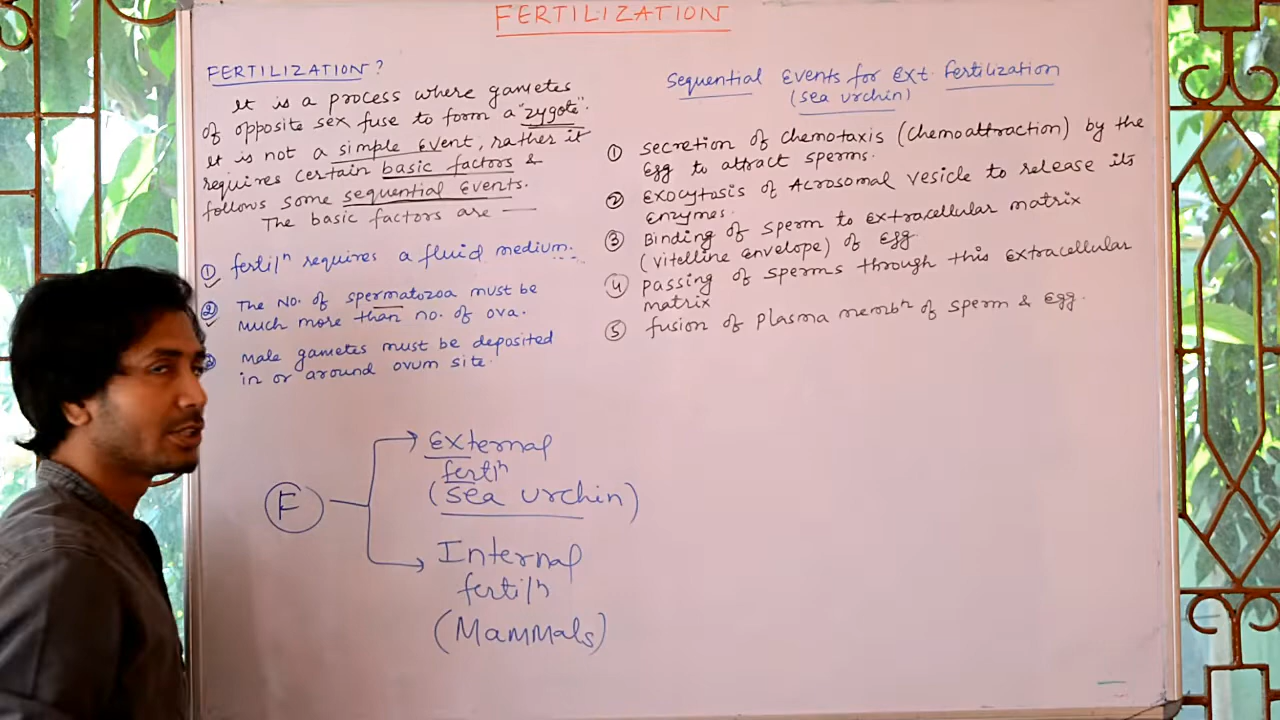 FERTILIZATION
FERTILIZATION?
It is a process where gametes
of opposite sex fuse to form a "zygote".
It is not a simple event, rather it
requires certain basic factors &
follows some sequential events.
The basic factors are —
① fertilⁿ requires a fluid medium.
② The No. of spermatozoa must be
much more than no. of ova.
③ Male gametes must be deposited
in or around ovum site.
F
External
fertilⁿ
(sea urchin)
Internal
fertilⁿ
(Mammals)
Sequential Events for Ext. fertilization
(sea urchin)
① secretion of chemotaxis (chemoattraction) by the
Egg to attract sperms.
② Exocytosis of Acrosomal vesicle to release its
enzymes.
③ Binding of sperm to extracellular matrix
(vitelline envelope) of Egg.
④ passing of sperms through this extracellular
matrix
⑤ fusion of plasma membⁿ of sperm & Egg.